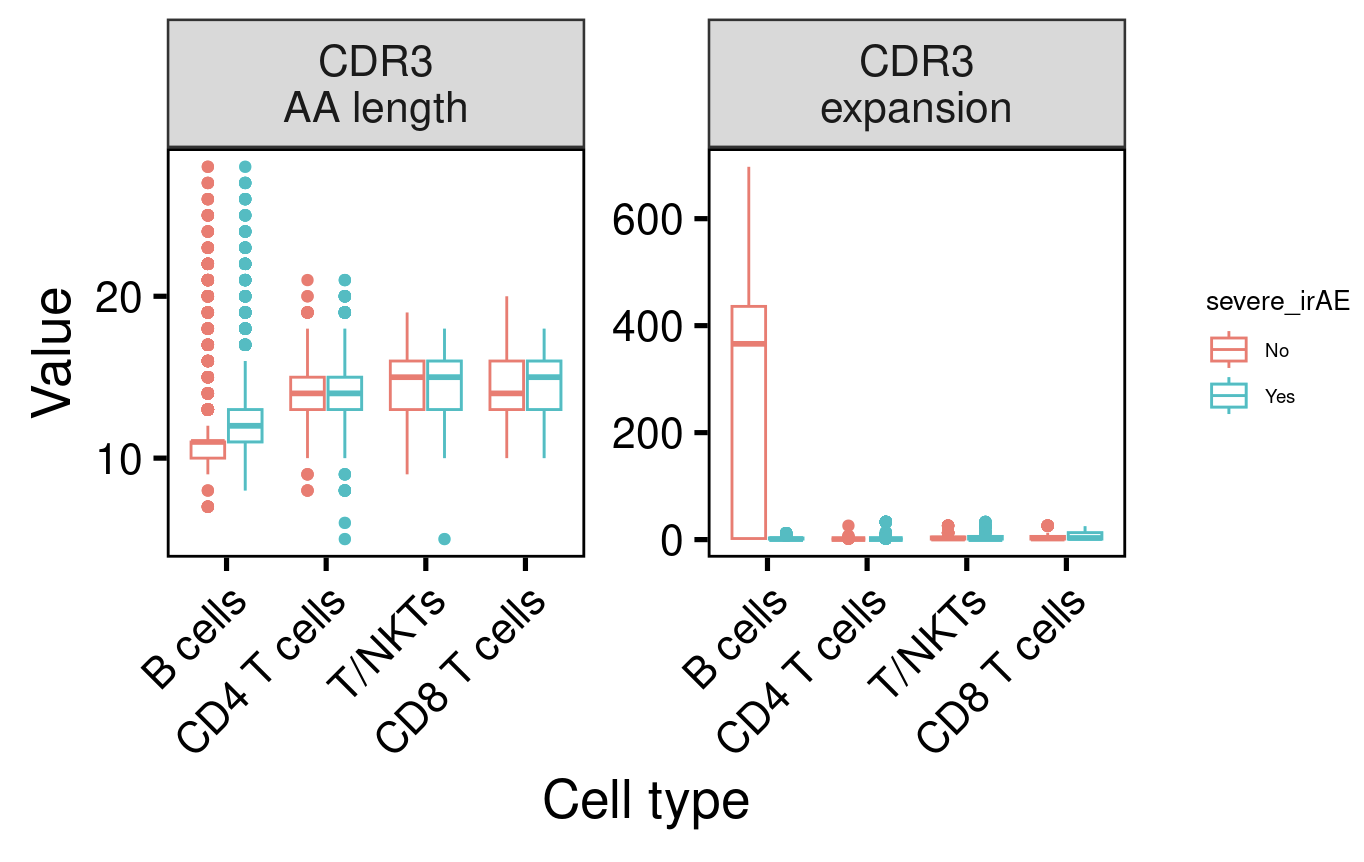 CDR3
AA length
CDR3
expansion
Value
20
10
600
400
200
0
B cells
CD4 T cells
T/NKTs
CD8 T cells
B cells
CD4 T cells
T/NKTs
CD8 T cells
Cell type
severe_irAE
No
Yes